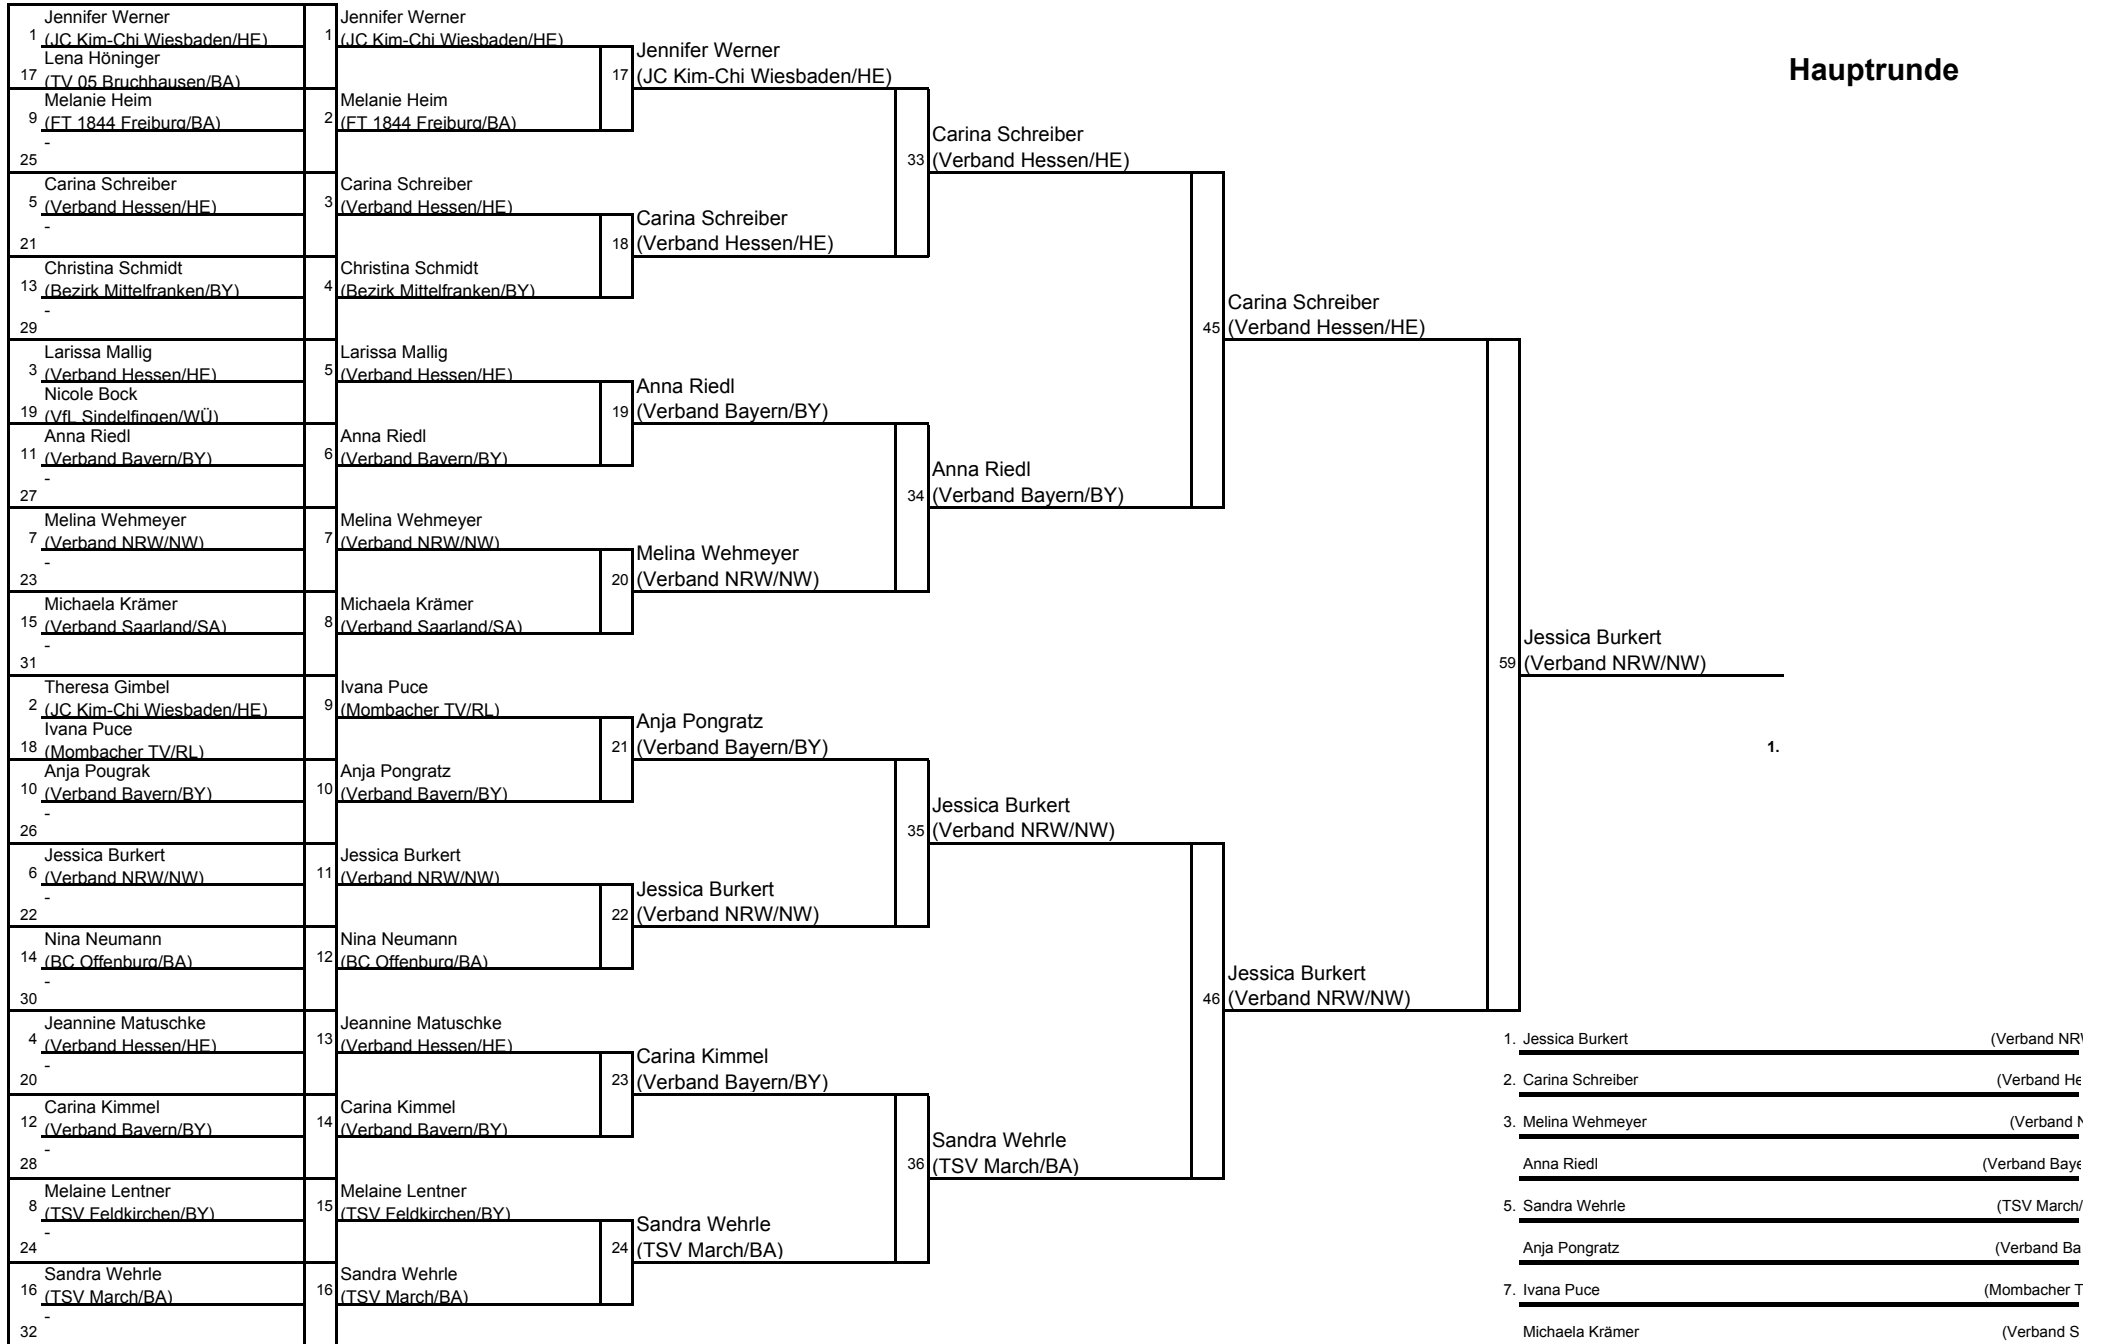 Hauptrunde
1 Jennifer Werner
(JC Kim-Chi Wiesbaden/HE)
17 Lena Höninger
(TV 05 Bruchhausen/BA)
9 Melanie Heim
(FT 1844 Freiburg/BA)
25 -
5 Carina Schreiber
(Verband Hessen/HE)
21 -
13 Christina Schmidt
(Bezirk Mittelfranken/BY)
29 -
3 Larissa Mallig
(Verband Hessen/HE)
19 Nicole Bock
(VfL Sindelfingen/WÜ)
11 Anna Riedl
(Verband Bayern/BY)
27 -
7 Melina Wehmeyer
(Verband NRW/NW)
23 -
15 Michaela Krämer
(Verband Saarland/SA)
31 -
2 Theresa Gimbel
(JC Kim-Chi Wiesbaden/HE)
18 Ivana Puce
(Mombacher TV/RL)
10 Anja Pougrak
(Verband Bayern/BY)
26 -
6 Jessica Burkert
(Verband NRW/NW)
22 -
14 Nina Neumann
(BC Offenburg/BA)
30 -
4 Jeannine Matuschke
(Verband Hessen/HE)
20 -
12 Carina Kimmel
(Verband Bayern/BY)
28 -
8 Melaine Lentner
(TSV Feldkirchen/BY)
24 -
16 Sandra Wehrle
(TSV March/BA)
32 -
1 Jennifer Werner
(JC Kim-Chi Wiesbaden/HE)
2 Melanie Heim
(FT 1844 Freiburg/BA)
3 Carina Schreiber
(Verband Hessen/HE)
4 Christina Schmidt
(Bezirk Mittelfranken/BY)
5 Larissa Mallig
(Verband Hessen/HE)
6 Anna Riedl
(Verband Bayern/BY)
7 Melina Wehmeyer
(Verband NRW/NW)
8 Michaela Krämer
(Verband Saarland/SA)
9 Ivana Puce
(Mombacher TV/RL)
10 Anja Pongratz
(Verband Bayern/BY)
11 Jessica Burkert
(Verband NRW/NW)
12 Nina Neumann
(BC Offenburg/BA)
13 Jeannine Matuschke
(Verband Hessen/HE)
14 Carina Kimmel
(Verband Bayern/BY)
15 Melaine Lentner
(TSV Feldkirchen/BY)
16 Sandra Wehrle
(TSV March/BA)
17 Jennifer Werner
(JC Kim-Chi Wiesbaden/HE)
18 Carina Schreiber
(Verband Hessen/HE)
19 Anna Riedl
(Verband Bayern/BY)
20 Melina Wehmeyer
(Verband NRW/NW)
21 Anja Pongratz
(Verband Bayern/BY)
22 Jessica Burkert
(Verband NRW/NW)
23 Carina Kimmel
(Verband Bayern/BY)
24 Sandra Wehrle
(TSV March/BA)
33 Carina Schreiber
(Verband Hessen/HE)
34 Anna Riedl
(Verband Bayern/BY)
35 Jessica Burkert
(Verband NRW/NW)
36 Sandra Wehrle
(TSV March/BA)
45 Carina Schreiber
(Verband Hessen/HE)
46 Jessica Burkert
(Verband NRW/NW)
59 Jessica Burkert
(Verband NRW/NW)
1.
1. Jessica Burkert (Verband NR
2. Carina Schreiber (Verband He
3. Melina Wehmeyer (Verband N
Anna Riedl (Verband Baye
5. Sandra Wehrle (TSV March/
Anja Pongratz (Verband Ba
7. Ivana Puce (Mombacher T
Michaela Krämer (Verband S